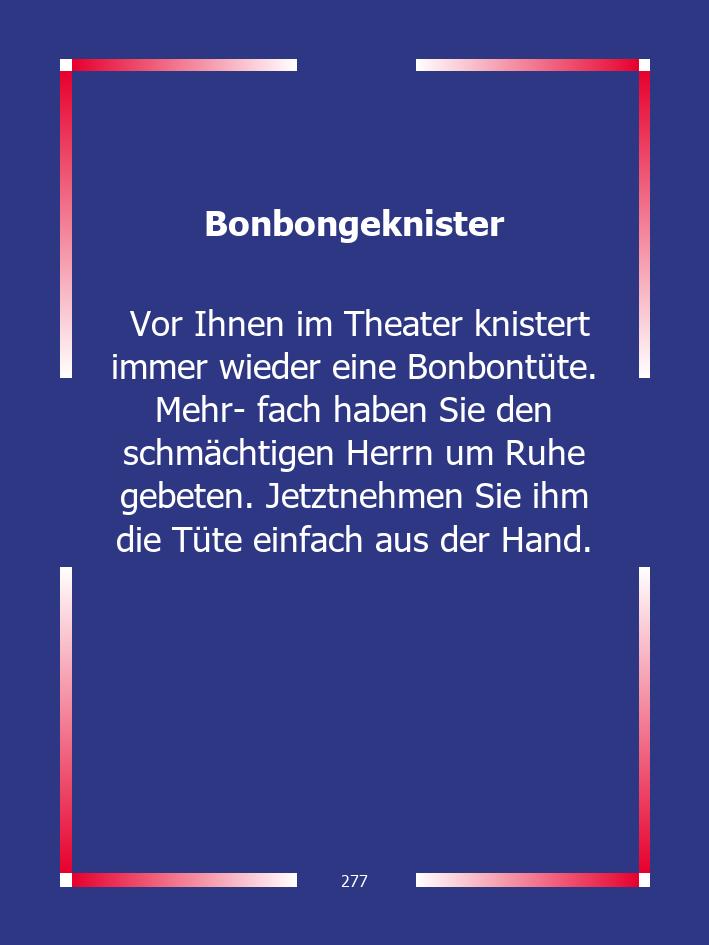 Bonbongeknister
Vor Ihnen im Theater knistert
immer wieder eine Bonbontüte.
Mehr- fach haben Sie den
schmächtigen Herrn um Ruhe
gebeten. Jetztnehmen Sie ihm
die Tüte einfach aus der Hand.
277